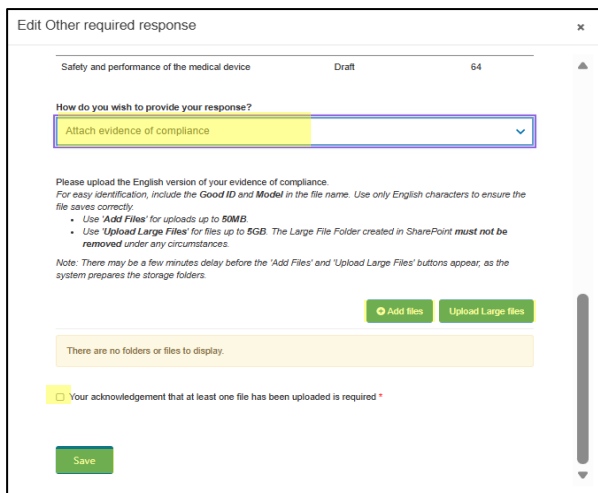 Edit Other required response
×
Safety and performance of the medical device Draft 64
How do you wish to provide your response?
Attach evidence of compliance
Please upload the English version of your evidence of compliance.
For easy identification, include the Good ID and Model in the file name. Use only English characters to ensure the
file saves correctly.
• Use 'Add Files' for uploads up to 50MB.
• Use 'Upload Large Files' for files up to 5GB. The Large File Folder created in SharePoint must not be
removed under any circumstances.
Note: There may be a few minutes delay before the 'Add Files' and 'Upload Large Files' buttons appear, as the
system prepares the storage folders.
Add files Upload Large files
There are no folders or files to display.
Your acknowledgement that at least one file has been uploaded is required *
Save